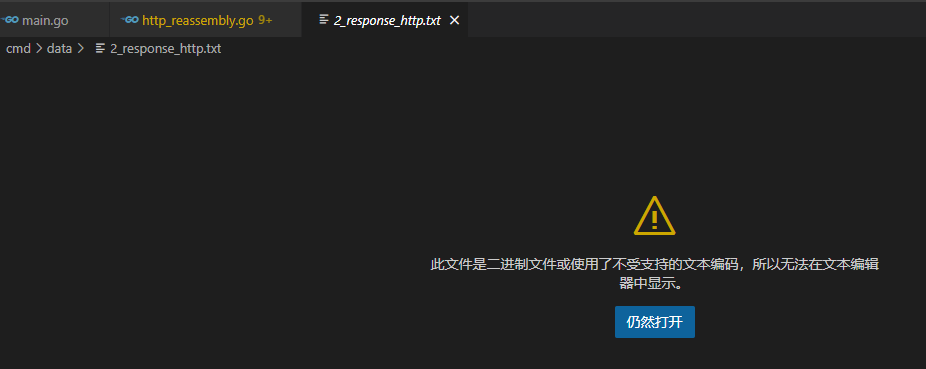 GO main.go GO http_reassembly.go 9+ 2_response_http.txt
cmd > data > 2_response_http.txt
此文件是二进制文件或使用了不受支持的文本编码，所以无法在文本编辑
器中显示。
仍然打开